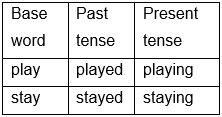 Base word Past tense Present tense
play played playing
stay stayed staying